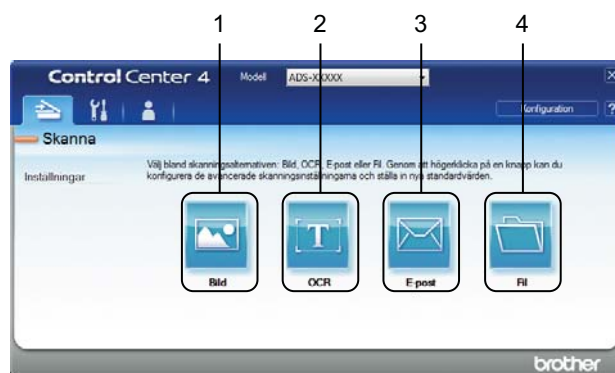 1 2 3 4
Control Center 4 Modell ADS-XXXXX
Konfiguration ?
Skanna
Välj bland skanningsalternativen: Bild, OCR, E-post eller Fil. Genom att högerklicka på en knapp kan du
Inställningar konfigurera de avancerade skanningsinställningarna och ställa in nya standardvärden.
T
Bild OCR E-post Fil
brother